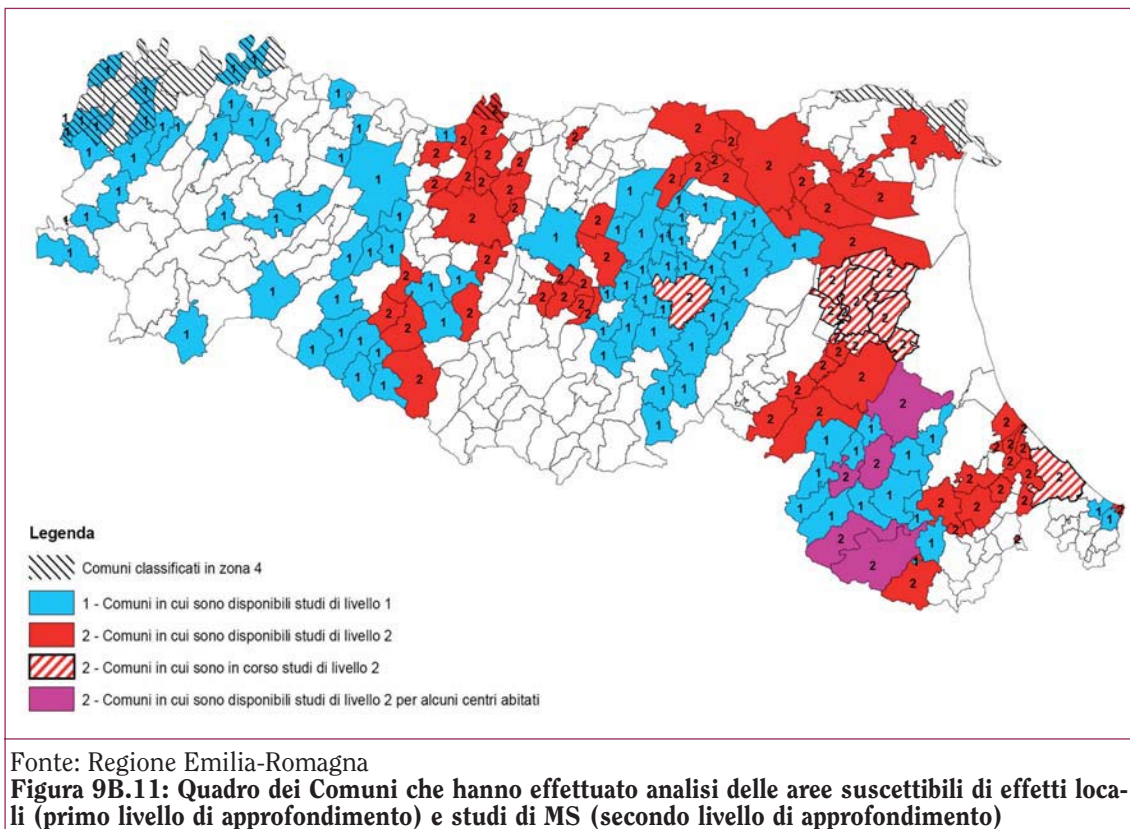 Legenda
Comuni classificati in zona 4
1 - Comuni in cui sono disponibili studi di livello 1
2 - Comuni in cui sono disponibili studi di livello 2
2 - Comuni in cui sono in corso studi di livello 2
2 - Comuni in cui sono disponibili studi di livello 2 per alcuni centri abitati
Fonte: Regione Emilia-Romagna
Figura 9B.11: Quadro dei Comuni che hanno effettuato analisi delle aree suscettibili di effetti loca-
li (primo livello di approfondimento) e studi di MS (secondo livello di approfondimento)